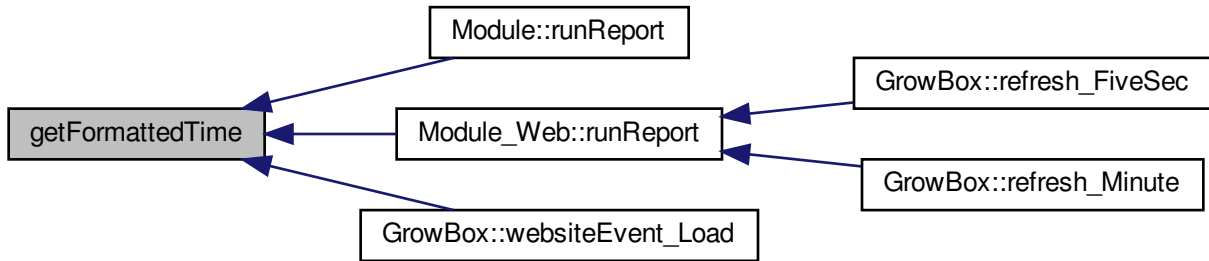 getFormattedTime
Module::runReport
Module_Web::runReport
GrowBox::websiteEvent_Load
GrowBox::refresh_FiveSec
GrowBox::refresh_Minute